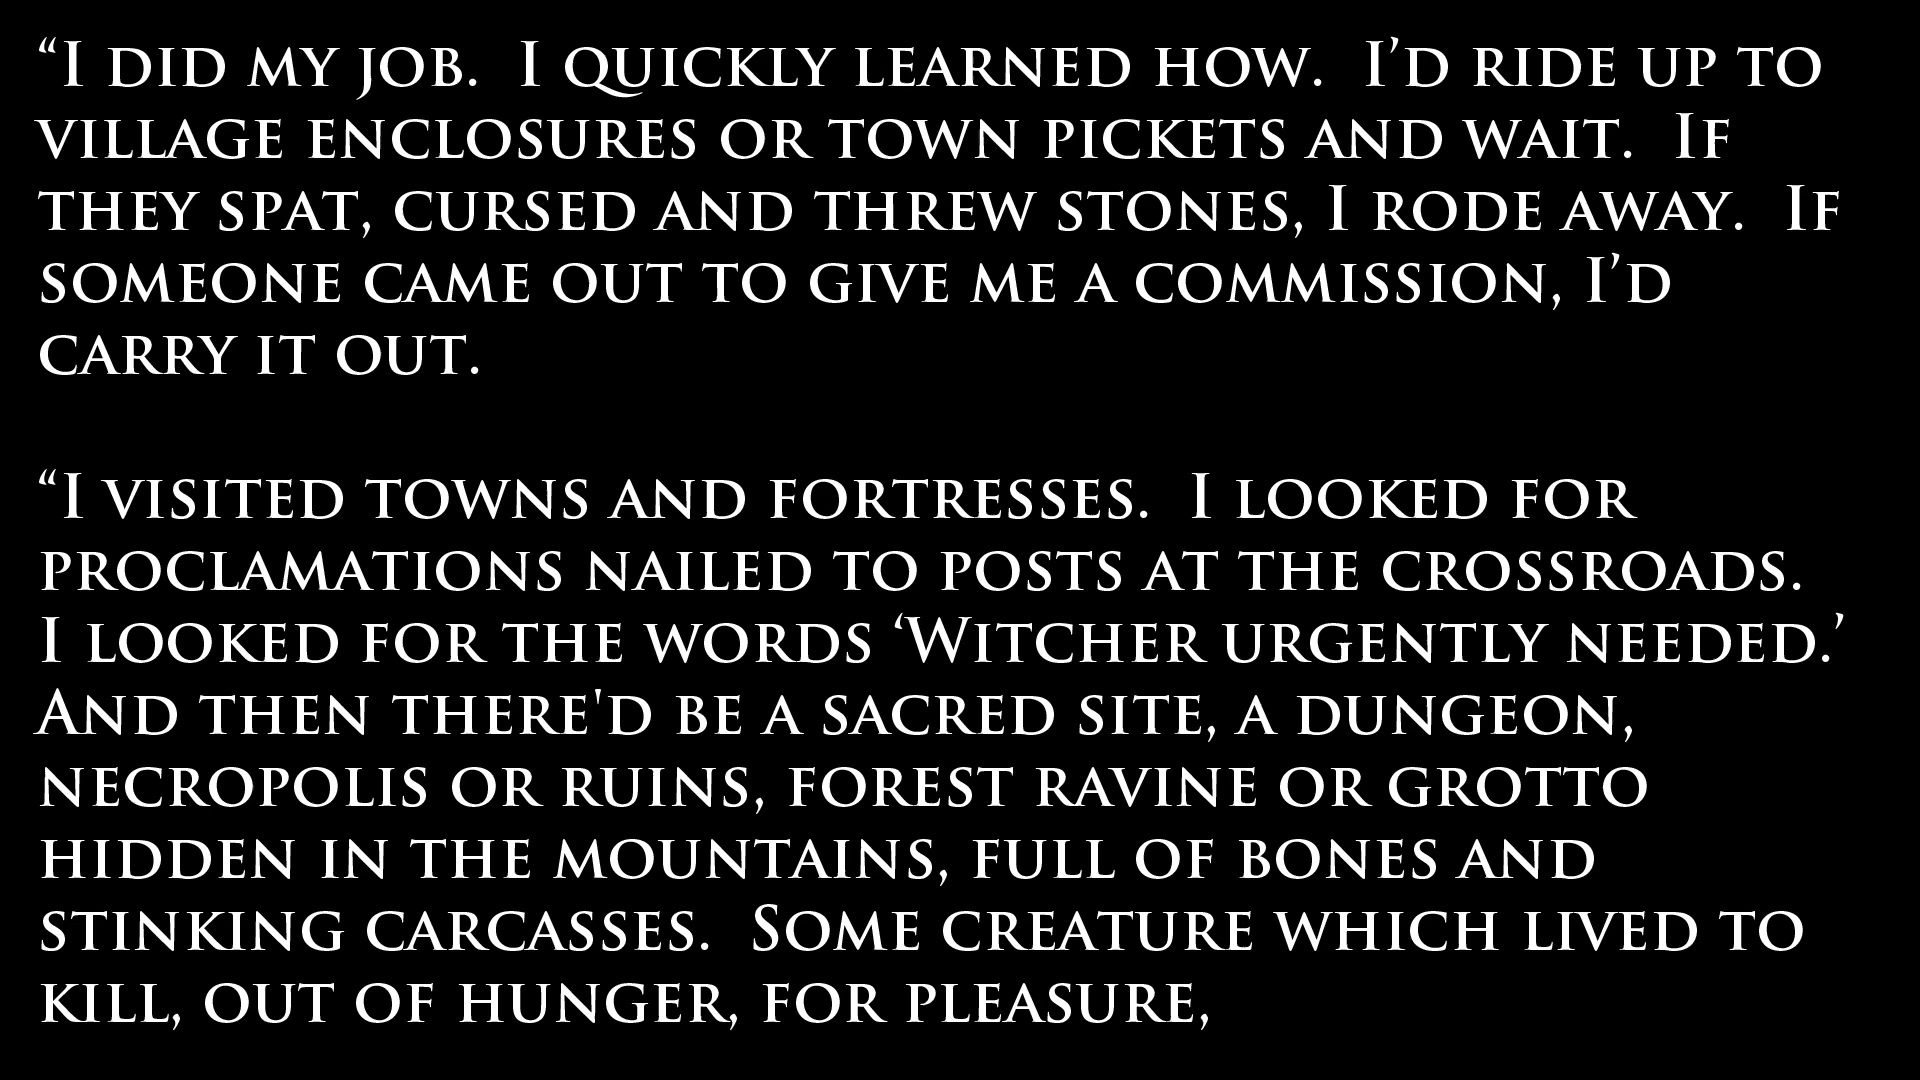 “I did my job.  I quickly learned how.  I’d ride up to
village enclosures or town pickets and wait.  If
they spat, cursed and threw stones, I rode away.  If
someone came out to give me a commission, I’d
carry it out.
“I visited towns and fortresses.  I looked for
proclamations nailed to posts at the crossroads.
I looked for the words ‘Witcher urgently needed.’
And then there'd be a sacred site, a dungeon,
necropolis or ruins, forest ravine or grotto
hidden in the mountains, full of bones and
stinking carcasses.  Some creature which lived to
kill, out of hunger, for pleasure,